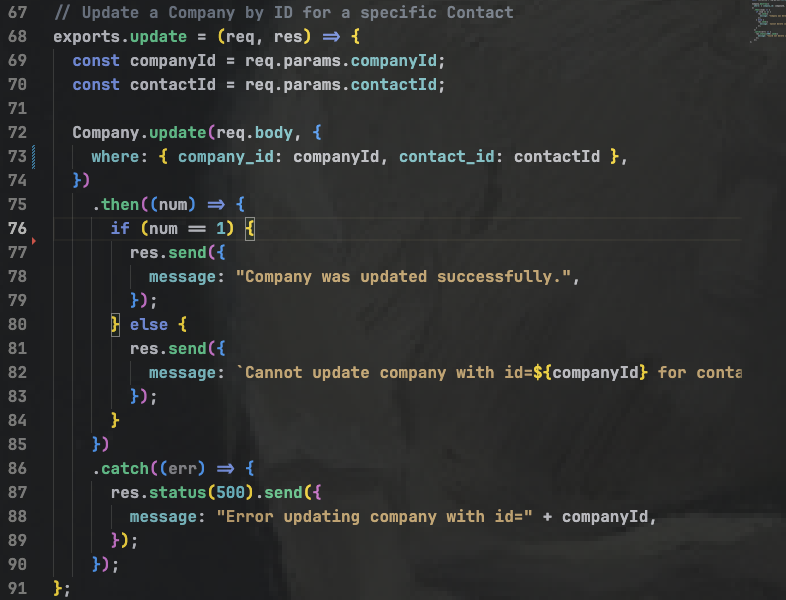 67 // Update a Company by ID for a specific Contact
68 exports.update = (req, res) => {
69 const companyId = req.params.companyId;
70 const contactId = req.params.contactId;
71
72 Company.update(req.body, {
73 where: { company_id: companyId, contact_id: contactId },
74 })
75 .then((num) => {
76 if (num == 1) {
77 res.send({
78 message: "Company was updated successfully.",
79 });
80 } else {
81 res.send({
82 message: `Cannot update company with id=${companyId} for conta
83 });
84 }
85 })
86 .catch((err) => {
87 res.status(500).send({
88 message: "Error updating company with id=" + companyId,
89 });
90 });
91 };